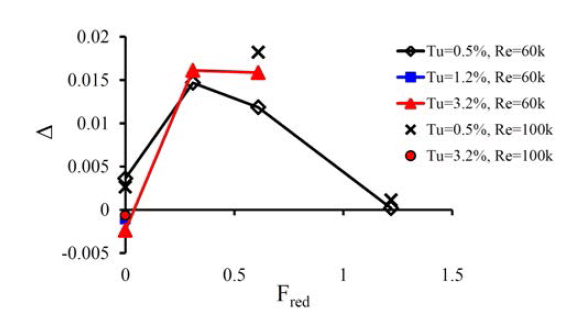 0.02
0.015
0.01
0.005
0
-0.005
Δ
0 0.5 1 1.5
Fred
Tu=0.5%, Re=60k
Tu=1.2%, Re=60k
Tu=3.2%, Re=60k
Tu=0.5%, Re=100k
Tu=3.2%, Re=100k